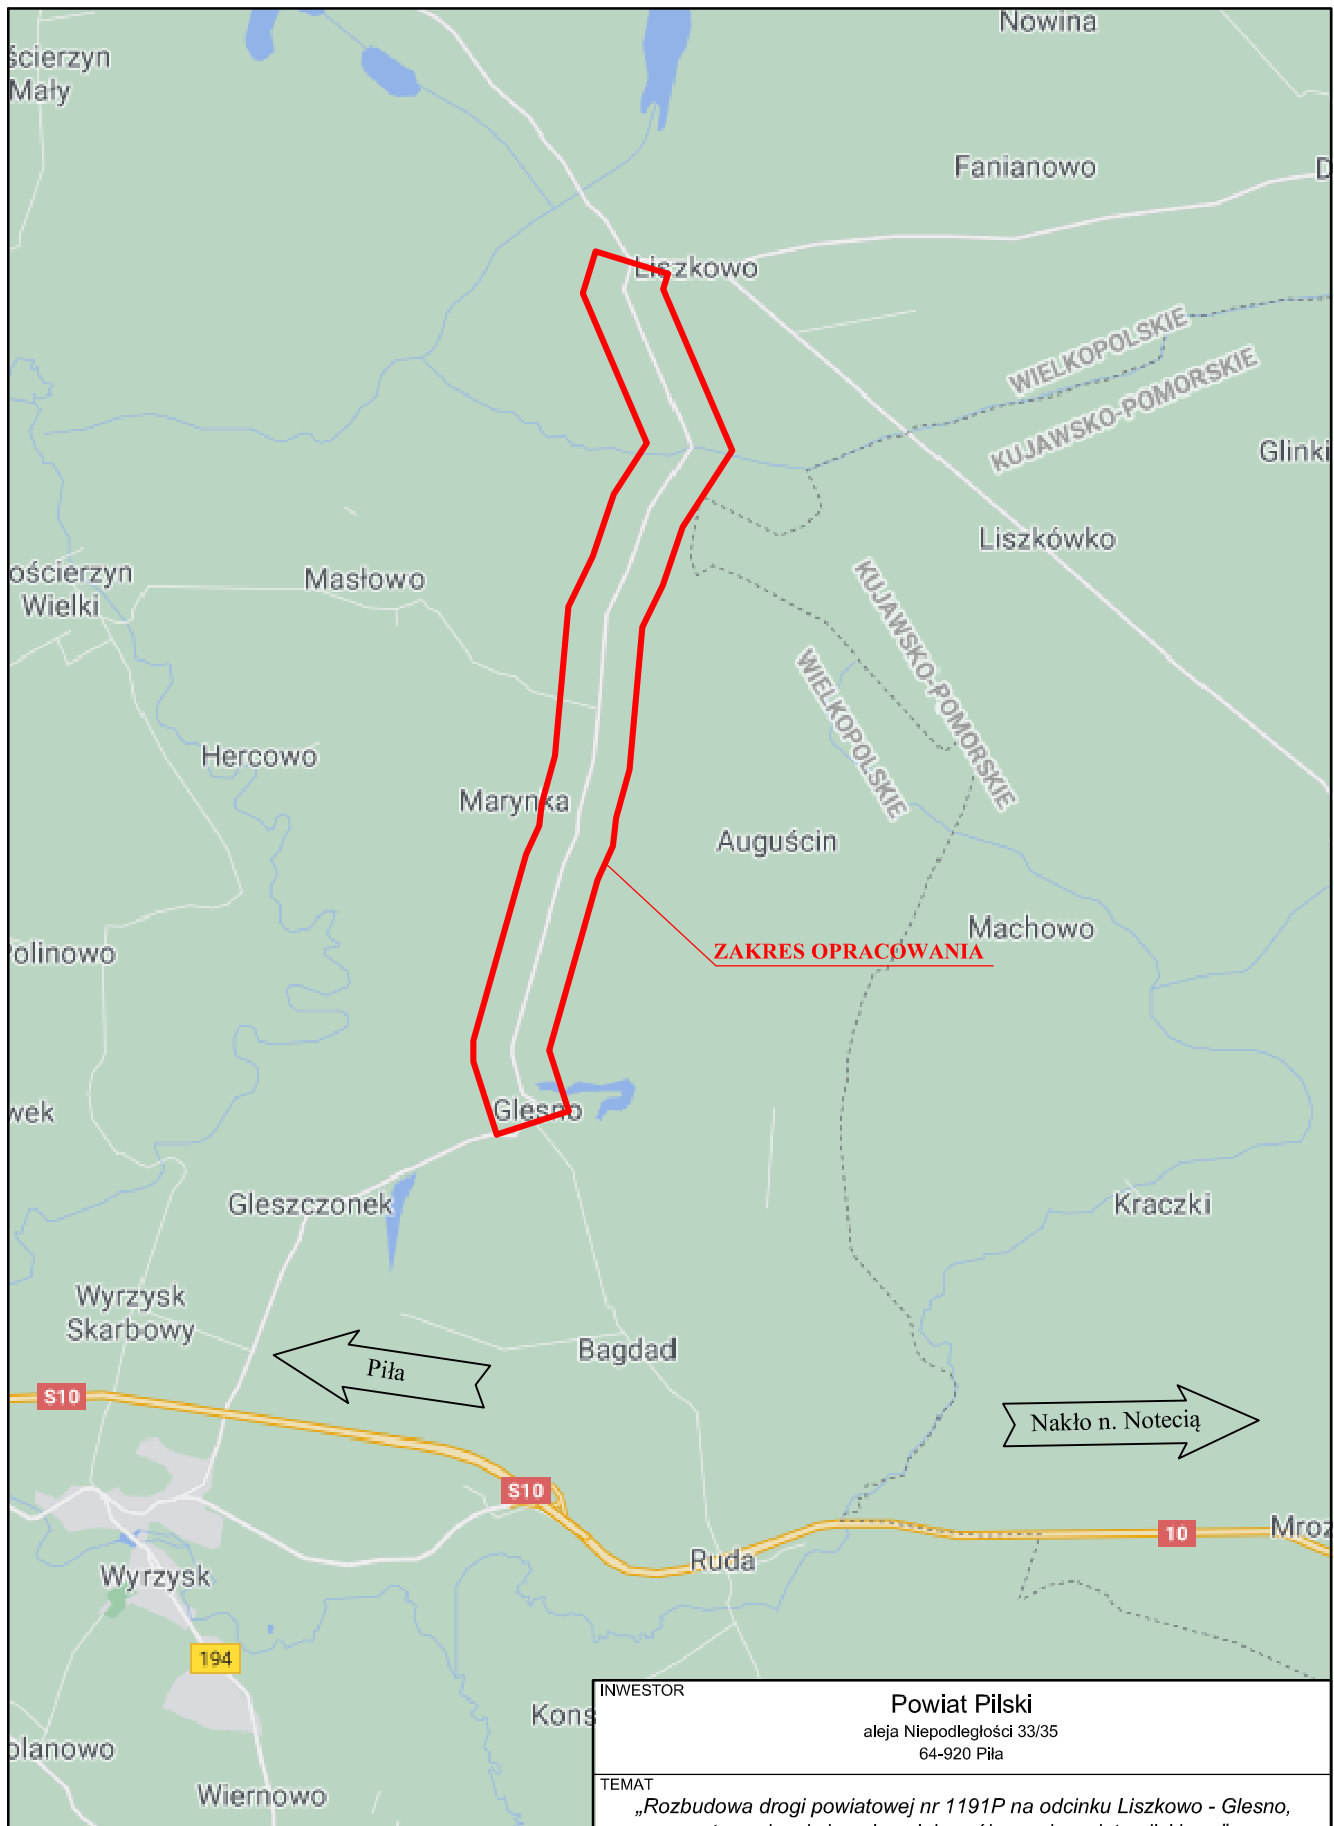 Nowina
ścierzyn
Mały
Fanianowo
D
Liszkowo
WIELKOPOLSKIE
KUJAWSKO-POMORSKIE
Glinki
Liszkówko
ościerzyn
Wielki
Masłowo
KUJAWSKO-POMORSKIE
WIELKOPOLSKIE
Hercowo
Marynka
Auguścin
Machowo
Polinowo
ZAKRES OPRACOWANIA
wek
Glesno
Gleszczonek
Kraczki
Wyrzysk
Skarbowy
Bagdad
Piła
S10
Nakło n. Notecią
S10
10
Mroz
Ruda
Wyrzysk
194
Kons
olanowo
Wiernowo
INWESTOR
Powiat Pilski
aleja Niepodległości 33/35
64-920 Piła
TEMAT
„Rozbudowa drogi powiatowej nr 1191P na odcinku Liszkowo - Glesno,